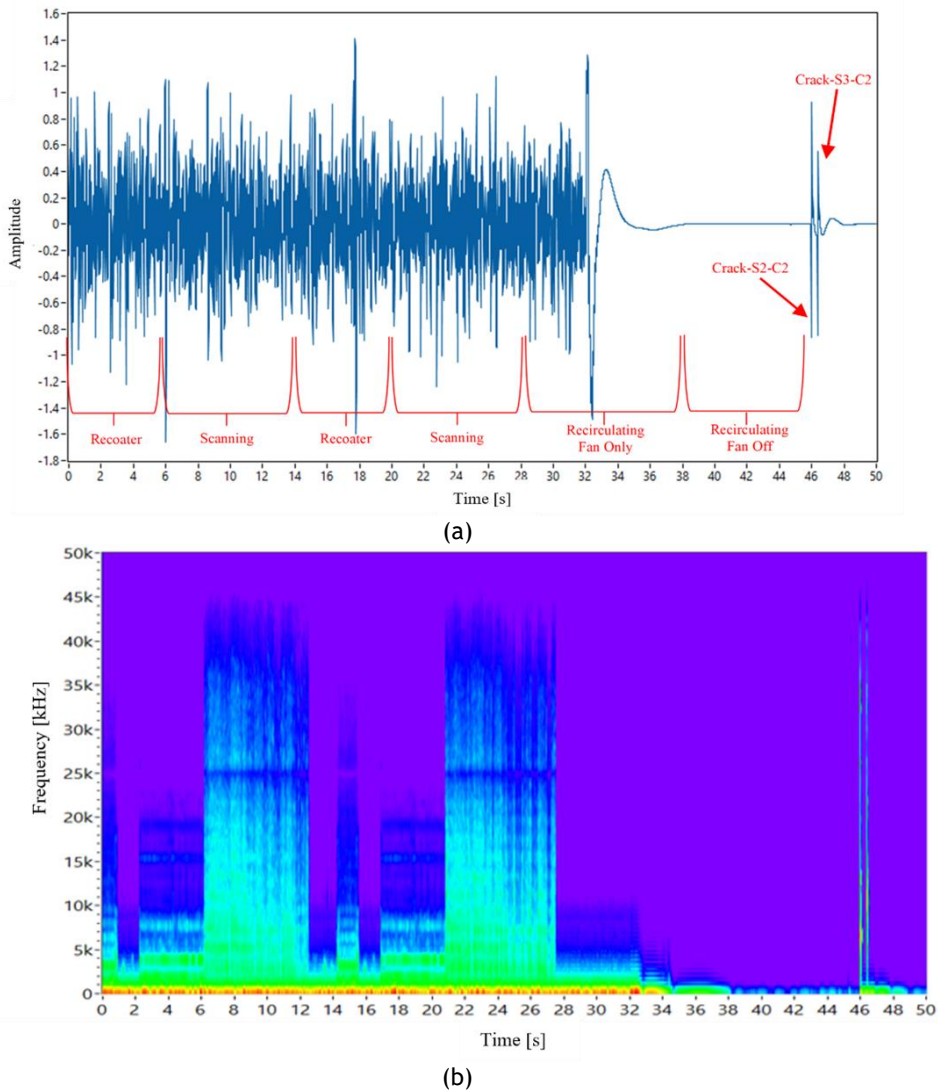 Amplitude
1.6
1.4
1.2
1
0.8
0.6
0.4
0.2
0
-0.2
-0.4
-0.6
-0.8
-1
-1.2
-1.4
-1.6
-1.8
Crack-S3-C2
Crack-S2-C2
Recoater
Scanning
Recoater
Scanning
Recirculating
Fan Only
Recirculating
Fan Off
0 2 4 6 8 10 12 14 16 18 20 22 24 26 28 30 32 34 36 38 40 42 44 46 48 50
Time [s]
(a)
Frequency [kHz]
50k
45k
40k
35k
30k
25k
20k
15k
10k
5k
0
0 2 4 6 8 10 12 14 16 18 20 22 24 26 28 30 32 34 36 38 40 42 44 46 48 50
Time [s]
(b)